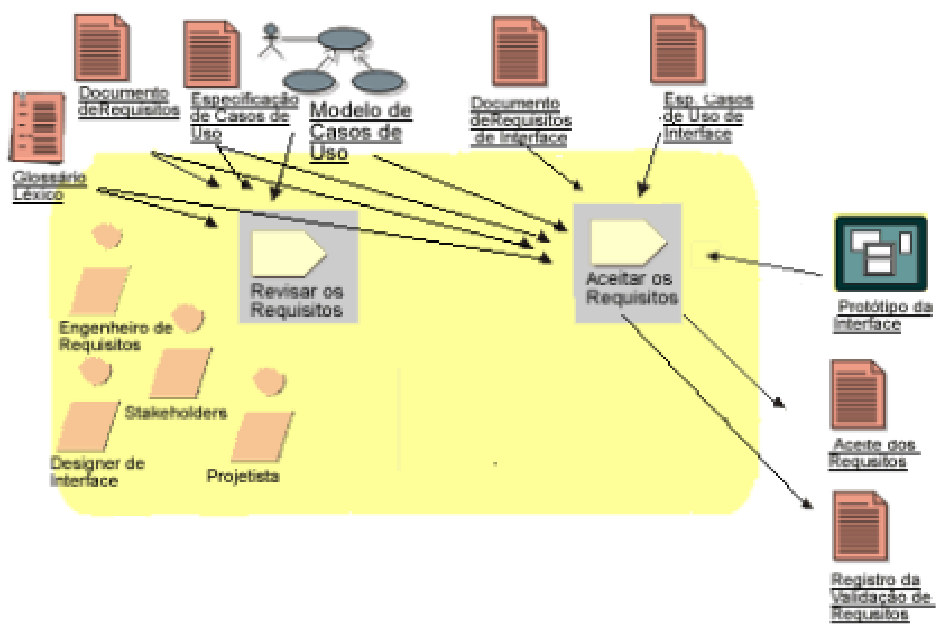 Documento
deRequisitos
Especificação
de Casos de
Uso
Modelo de
Casos de
Uso
Documento
deRequisitos
de Interface
Esp. Casos
de Uso de
Interface
Glossário
Léxico
Revisar os
Requisitos
Aceitar os
Requisitos
Engenheiro de
Requisitos
Stakeholders
Designer de
Interface
Projetista
Protótipo da
Interface
Aceite dos
Requsitos
Registro da
Validação de
Requsitos